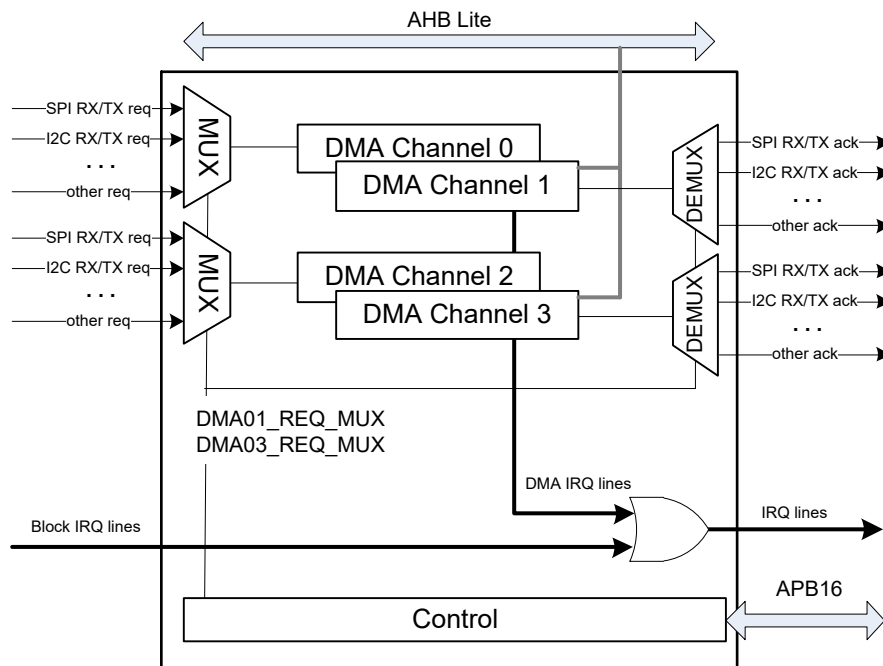 AHB Lite
SPI RX/TX req
I2C RX/TX req
. . .
other req
MUX
DMA Channel 0
DMA Channel 1
DEMUX
SPI RX/TX ack
I2C RX/TX ack
. . .
other ack
SPI RX/TX req
I2C RX/TX req
. . .
other req
MUX
DMA Channel 2
DMA Channel 3
DEMUX
SPI RX/TX ack
I2C RX/TX ack
. . .
other ack
DMA01_REQ_MUX
DMA03_REQ_MUX
DMA IRQ lines
Block IRQ lines
IRQ lines
APB16
Control